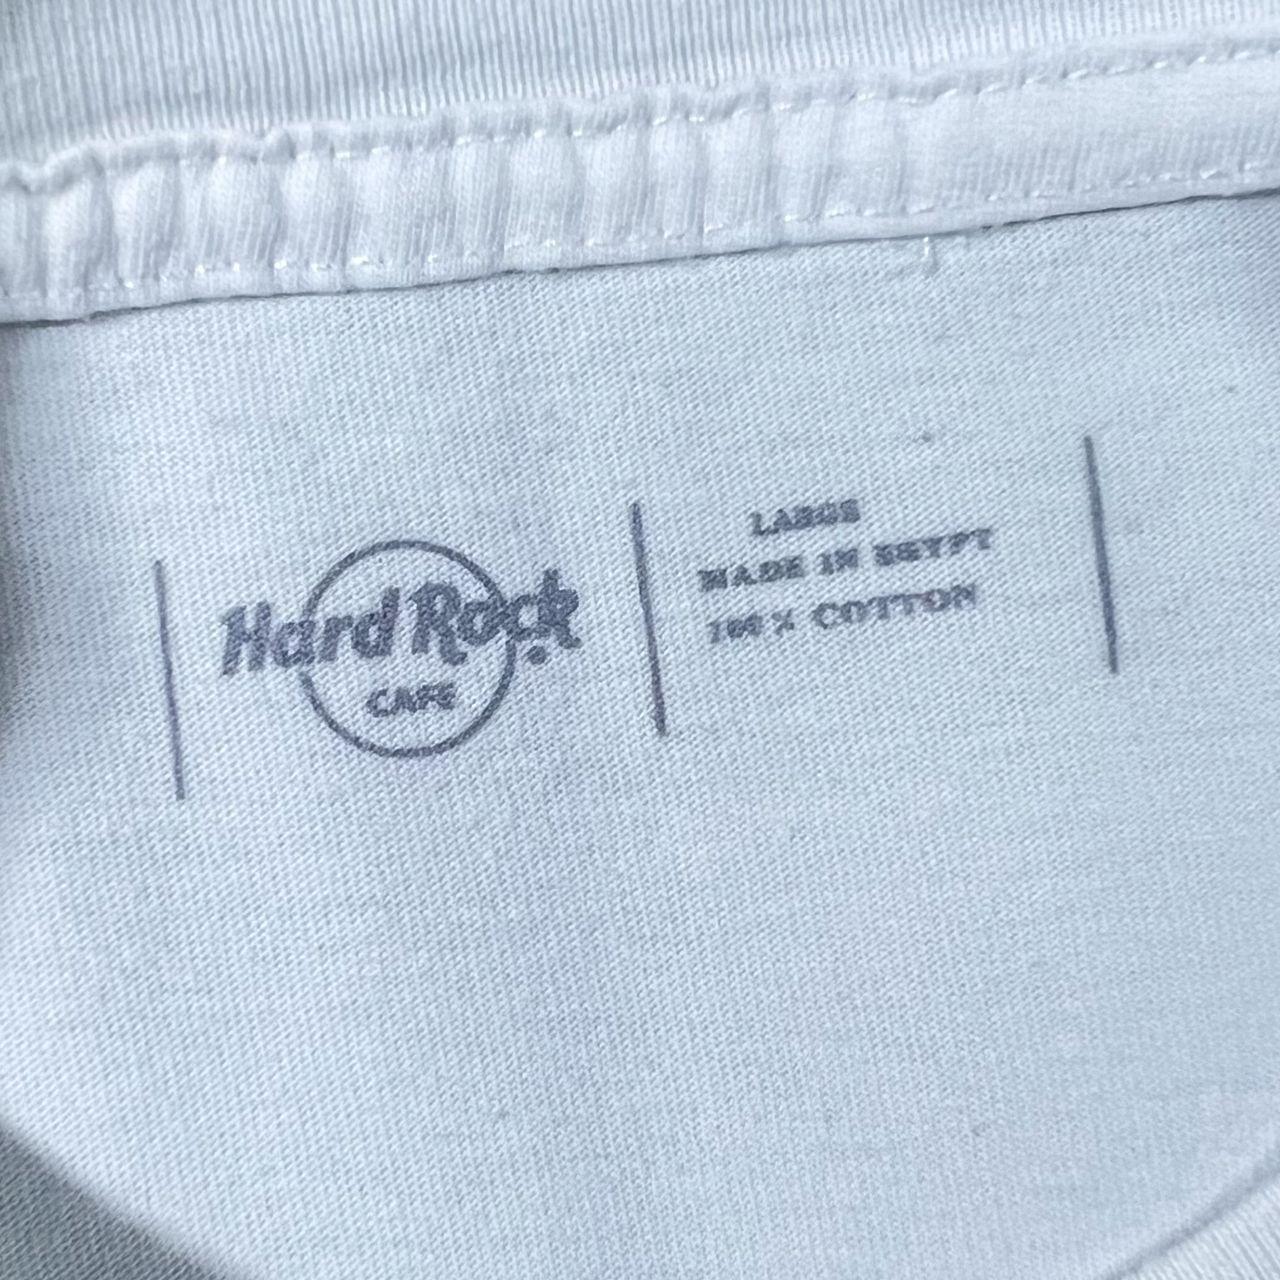 Hard Rock
CAFE
LARGE
MADE IN EGYPT
100% COTTON